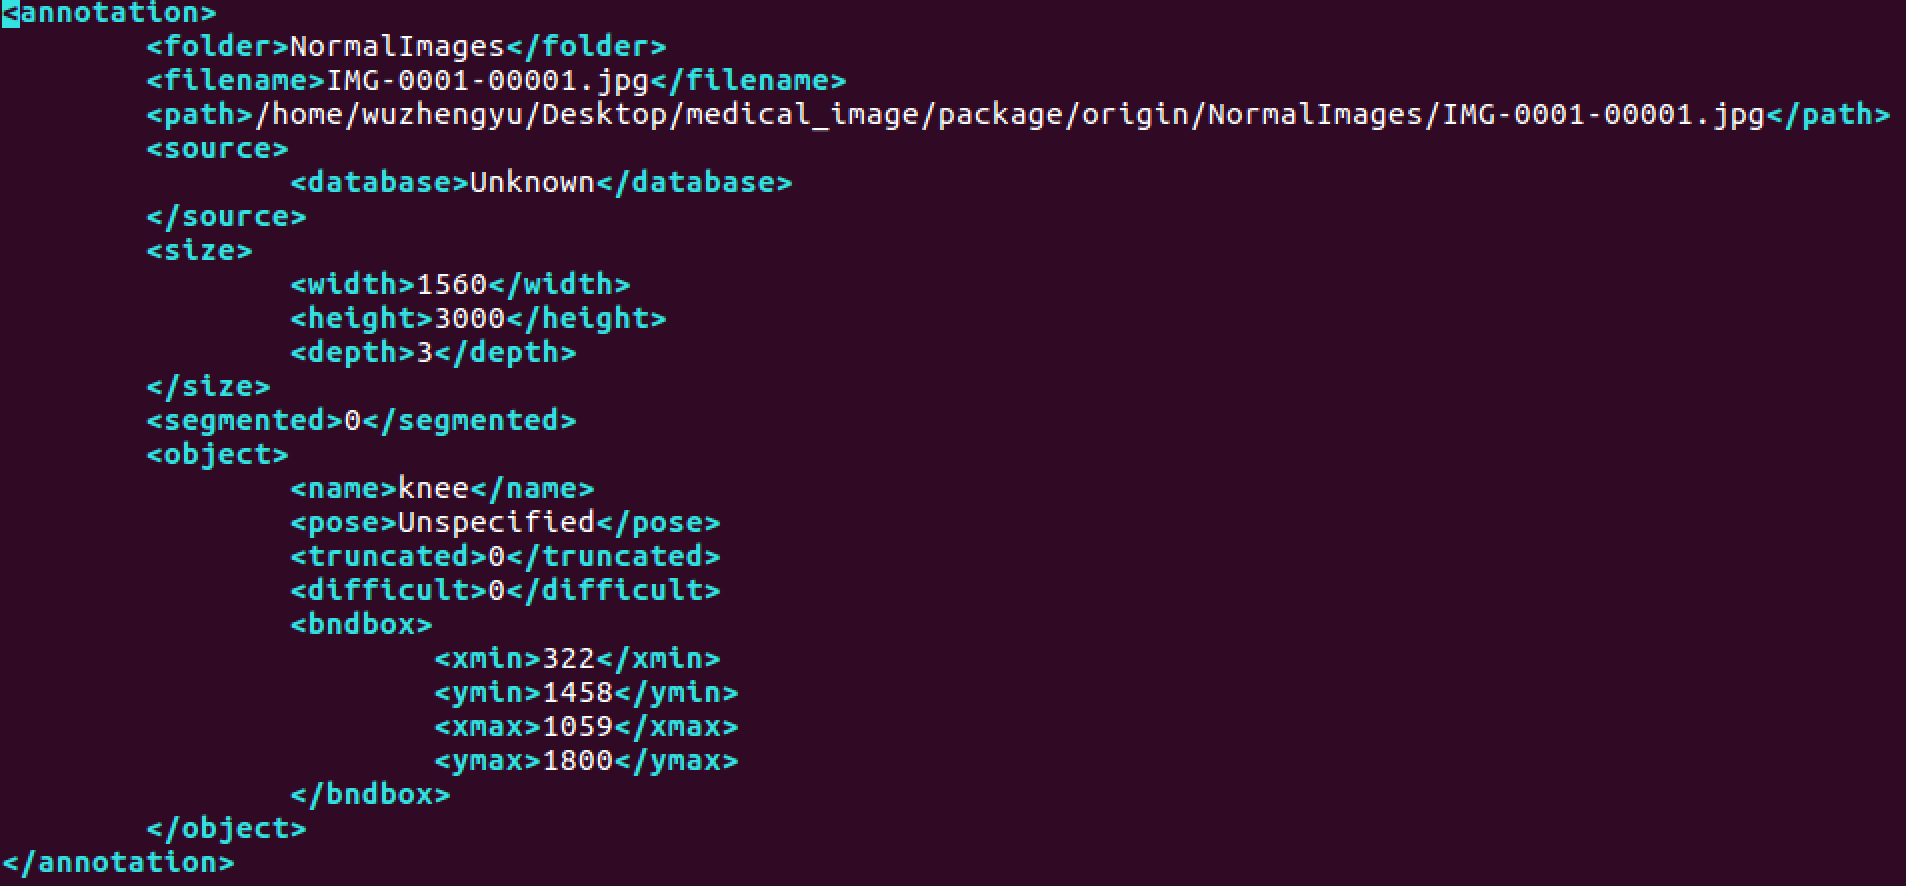 <annotation>
<folder>NormalImages</folder>
<filename>IMG-0001-00001.jpg</filename>
<path>/home/wuzhengyu/Desktop/medical_image/package/origin/NormalImages/IMG-0001-00001.jpg</path>
<source>
<database>Unknown</database>
</source>
<size>
<width>1560</width>
<height>3000</height>
<depth>3</depth>
</size>
<segmented>0</segmented>
<object>
<name>knee</name>
<pose>Unspecified</pose>
<truncated>0</truncated>
<difficult>0</difficult>
<bndbox>
<xmin>322</xmin>
<ymin>1458</ymin>
<xmax>1059</xmax>
<ymax>1800</ymax>
</bndbox>
</object>
</annotation>